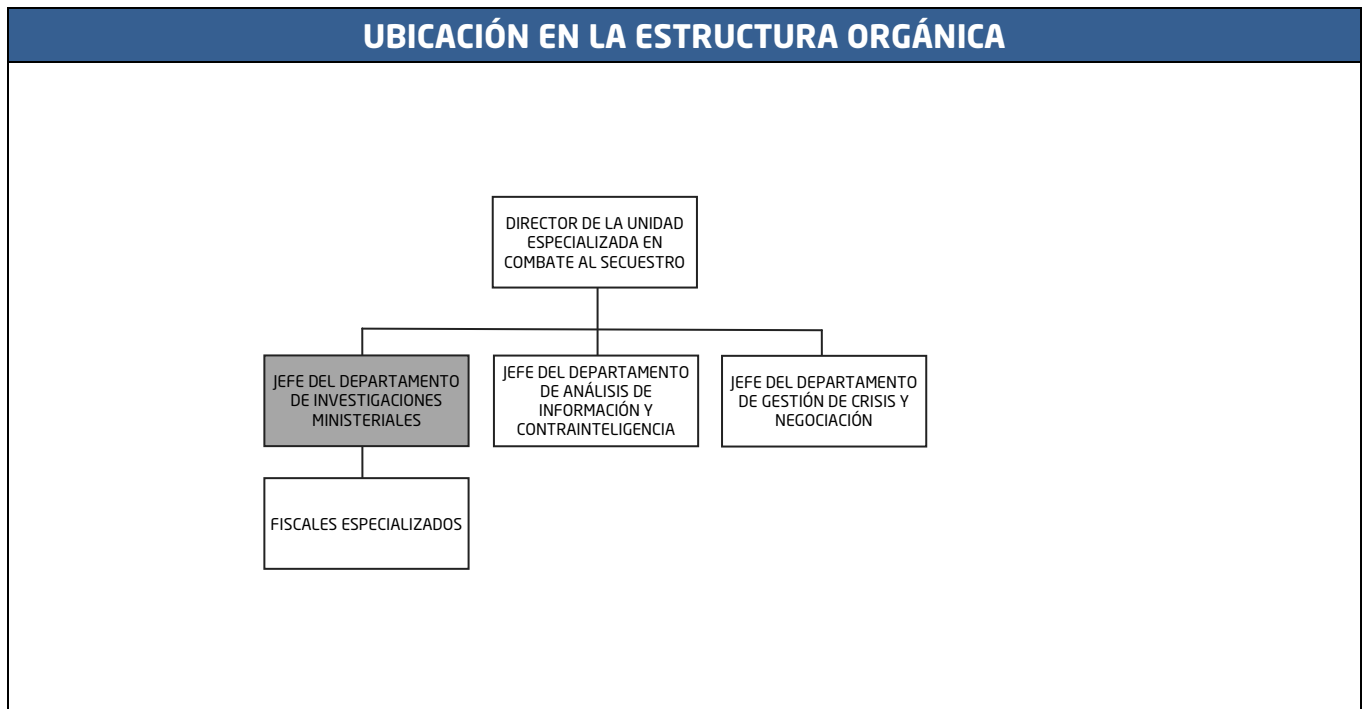 UBICACIÓN EN LA ESTRUCTURA ORGÁNICA
DIRECTOR DE LA UNIDAD
ESPECIALIZADA EN
COMBATE AL SECUESTRO
JEFE DEL DEPARTAMENTO
DE INVESTIGACIONES
MINISTERIALES
JEFE DEL DEPARTAMENTO
DE ANÁLISIS DE
INFORMACIÓN Y
CONTRAINTELIGENCIA
JEFE DEL DEPARTAMENTO
DE GESTIÓN DE CRISIS Y
NEGOCIACIÓN
FISCALES ESPECIALIZADOS